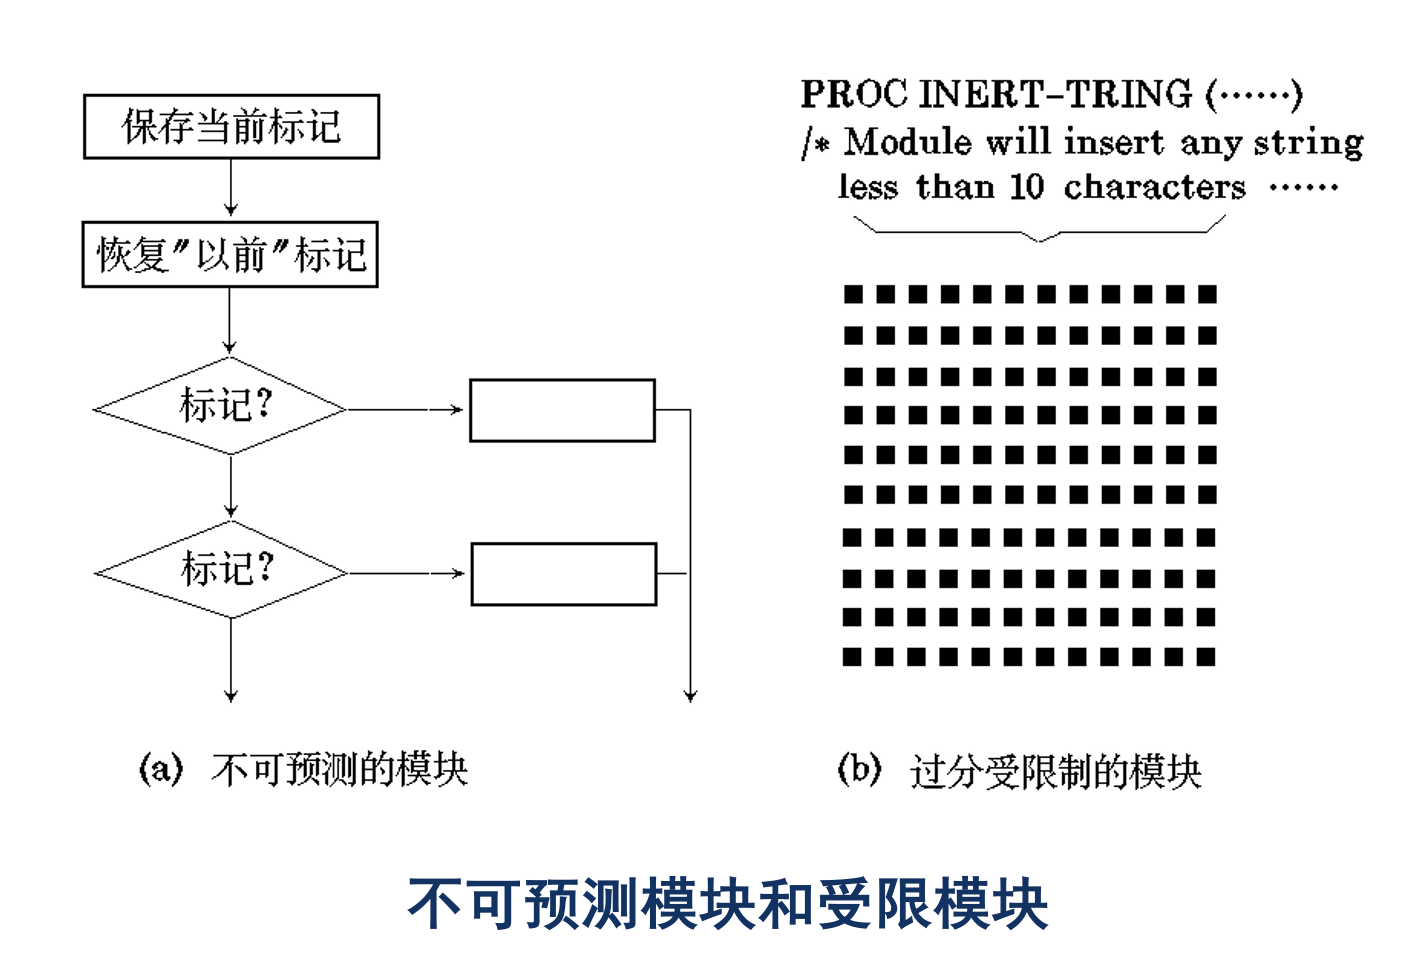 保存当前标记
恢复"以前"标记
标记?
标记?
(a) 不可预测的模块
PROC INERT-TRING (……)
/* Module will insert any string
less than 10 characters ……
(b) 过分受限制的模块
不可预测模块和受限模块